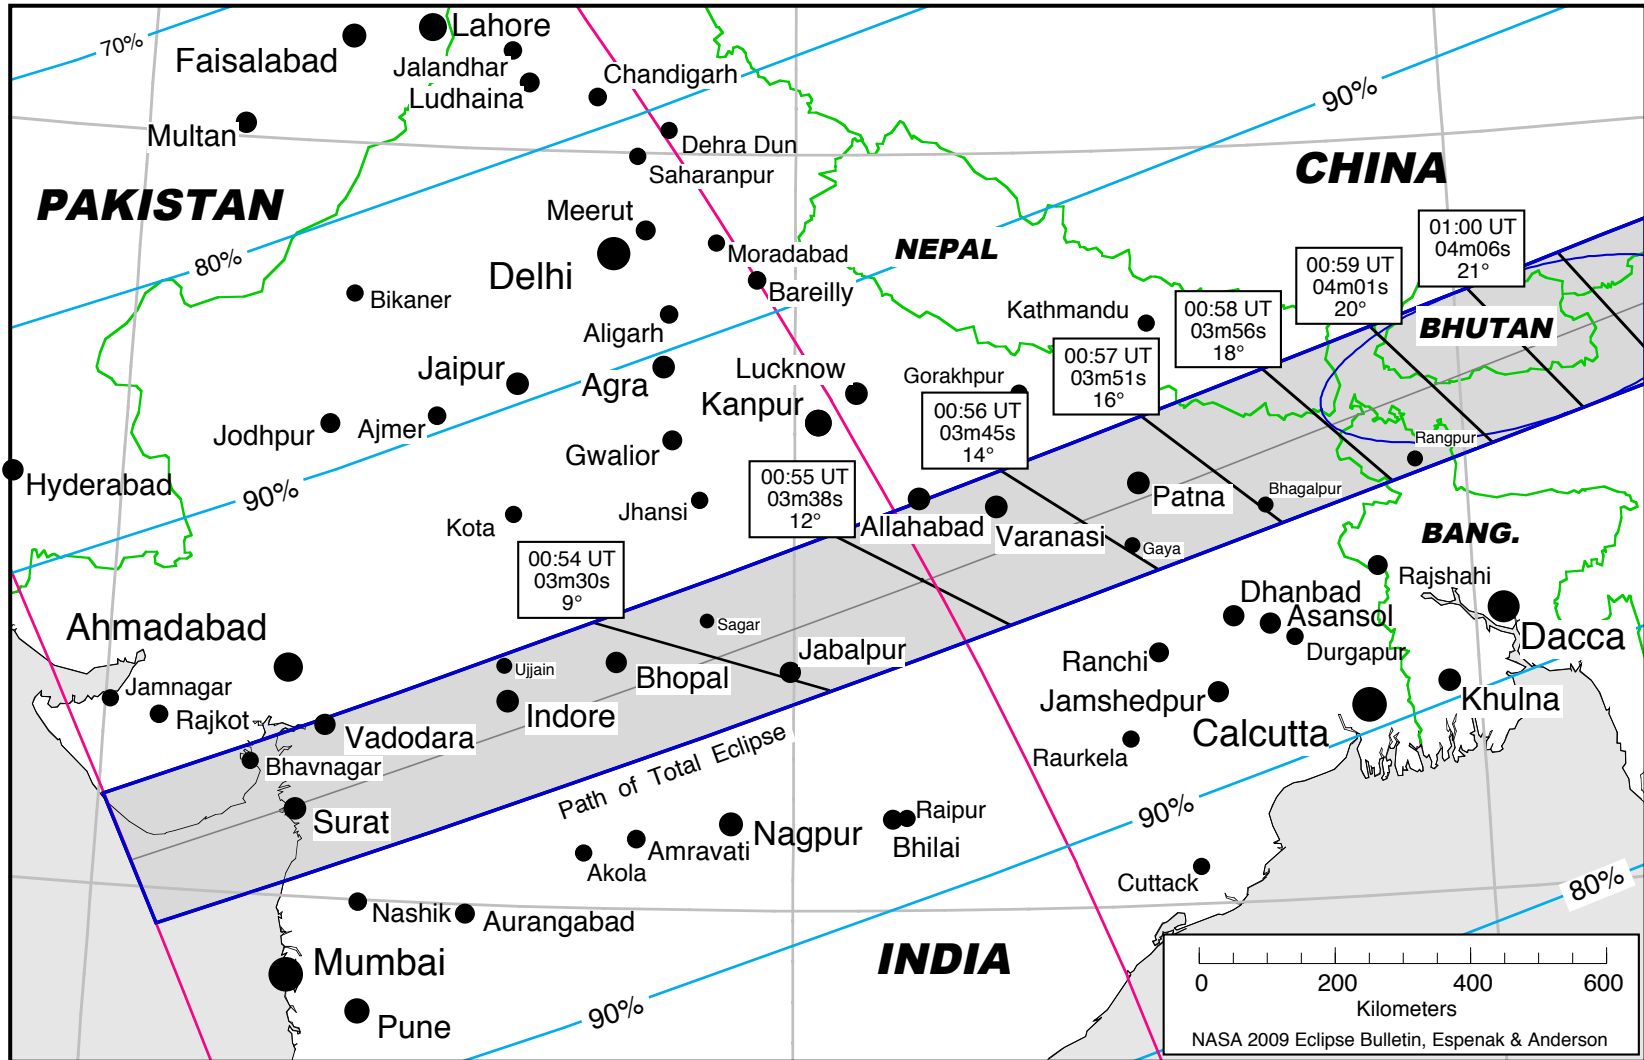 70%
Lahore
Faisalabad
Jalandhar
Ludhaina
Chandigarh
90%
Multan
Dehra Dun
Saharanpur
CHINA
PAKISTAN
Meerut
Moradabad
NEPAL
01:00 UT
04m06s
21°
80%
Delhi
Bareilly
00:59 UT
04m01s
20°
Bikaner
Kathmandu
00:58 UT
03m56s
18°
BHUTAN
Aligarh
Jaipur
Agra
Lucknow
Gorakhpur
00:57 UT
03m51s
16°
Kanpur
00:56 UT
03m45s
14°
Jodhpur
Ajmer
Gwalior
Rangpur
Hyderabad
90%
00:55 UT
03m38s
12°
Patna
Bhagalpur
Kota
Jhansi
Allahabad
Varanasi
Gaya
BANG.
00:54 UT
03m30s
9°
Rajshahi
Dhanbad
Asansol
Durgapur
Dacca
Ahmadabad
Sagar
Jabalpur
Ranchi
Ujjain
Bhopal
Jamnagar
Rajkot
Indore
Jamshedpur
Khulna
Calcutta
Vadodara
Bhavnagar
Raurkela
Path of Total Eclipse
Surat
90%
Raipur
Nagpur
Bhilai
Amravati
Akola
Cuttack
80%
Nashik
Aurangabad
Mumbai
INDIA
Pune
90%
0 200 400 600
Kilometers
NASA 2009 Eclipse Bulletin, Espenak & Anderson